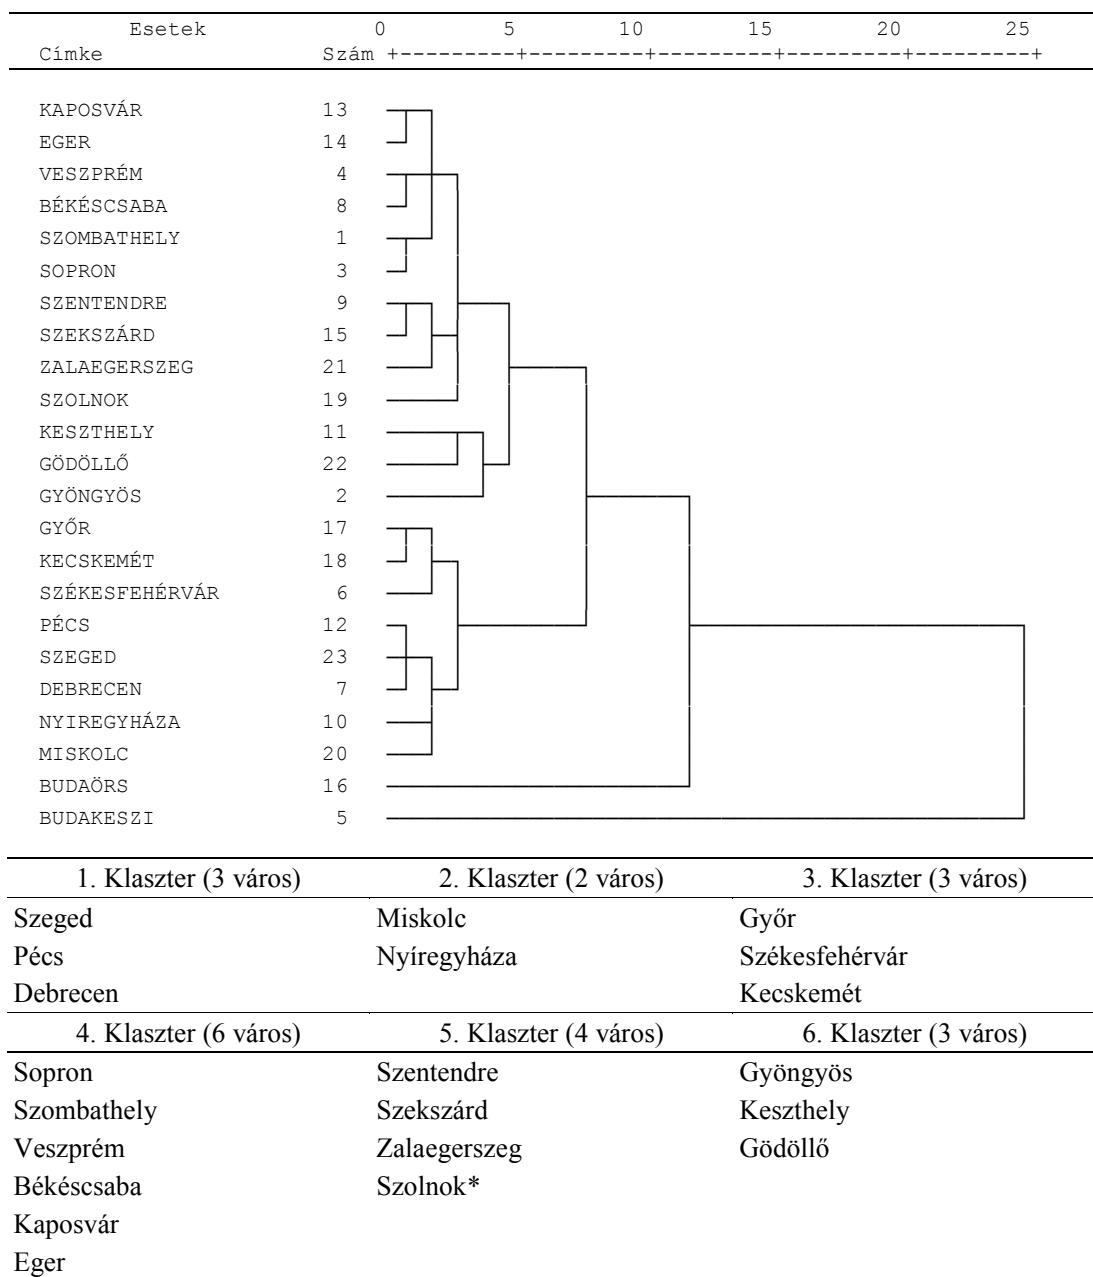 Esetek 0 5 10 15 20 25
Címke Szám +---------+---------+---------+---------+---------+
KAPOSVÁR 13
EGER 14
VESZPRÉM 4
BÉKÉSCSABA 8
SZOMBATHELY 1
SOPRON 3
SZENTENDRE 9
SZEKSZÁRD 15
ZALAEGERSZEG 21
SZOLNOK 19
KESZTHELY 11
GÖDÖLLŐ 22
GYÖNGYÖS 2
GYŐR 17
KECSKEMÉT 18
SZÉKESFEHÉRVÁR 6
PÉCS 12
SZEGED 23
DEBRECEN 7
NYIREGYHÁZA 10
MISKOLC 20
BUDAÖRS 16
BUDAKESZI 5
1. Klaszter (3 város) 2. Klaszter (2 város) 3. Klaszter (3 város)
Szeged Miskolc Győr
Pécs Nyíregyháza Székesfehérvár
Debrecen Kecskemét
4. Klaszter (6 város) 5. Klaszter (4 város) 6. Klaszter (3 város)
Sopron Szentendre Gyöngyös
Szombathely Szekszárd Keszthely
Veszprém Zalaegerszeg Gödöllő
Békéscsaba Szolnok*
Kaposvár
Eger